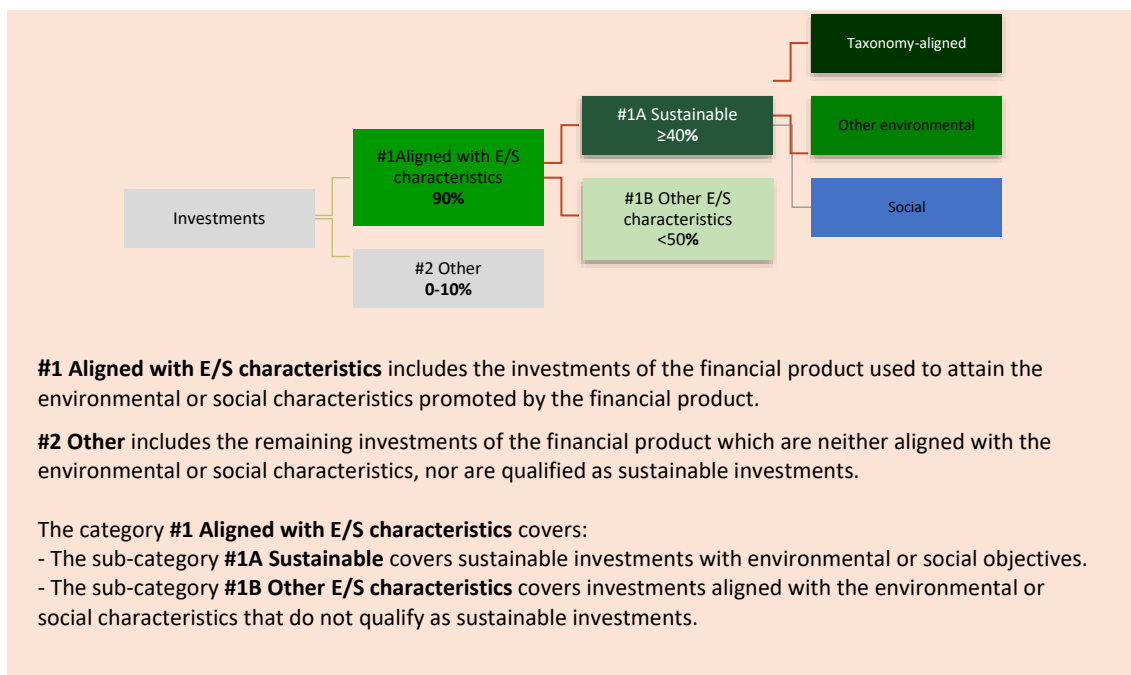 Taxonomy-aligned
#1A Sustainable
≥40%
Other environmental
#1Aligned with E/S
characteristics
90%
#1B Other E/S
characteristics
<50%
Social
Investments
#2 Other
0-10%
#1 Aligned with E/S characteristics includes the investments of the financial product used to attain the
environmental or social characteristics promoted by the financial product.
#2 Other includes the remaining investments of the financial product which are neither aligned with the
environmental or social characteristics, nor are qualified as sustainable investments.
The category #1 Aligned with E/S characteristics covers:
- The sub-category #1A Sustainable covers sustainable investments with environmental or social objectives.
- The sub-category #1B Other E/S characteristics covers investments aligned with the environmental or
social characteristics that do not qualify as sustainable investments.